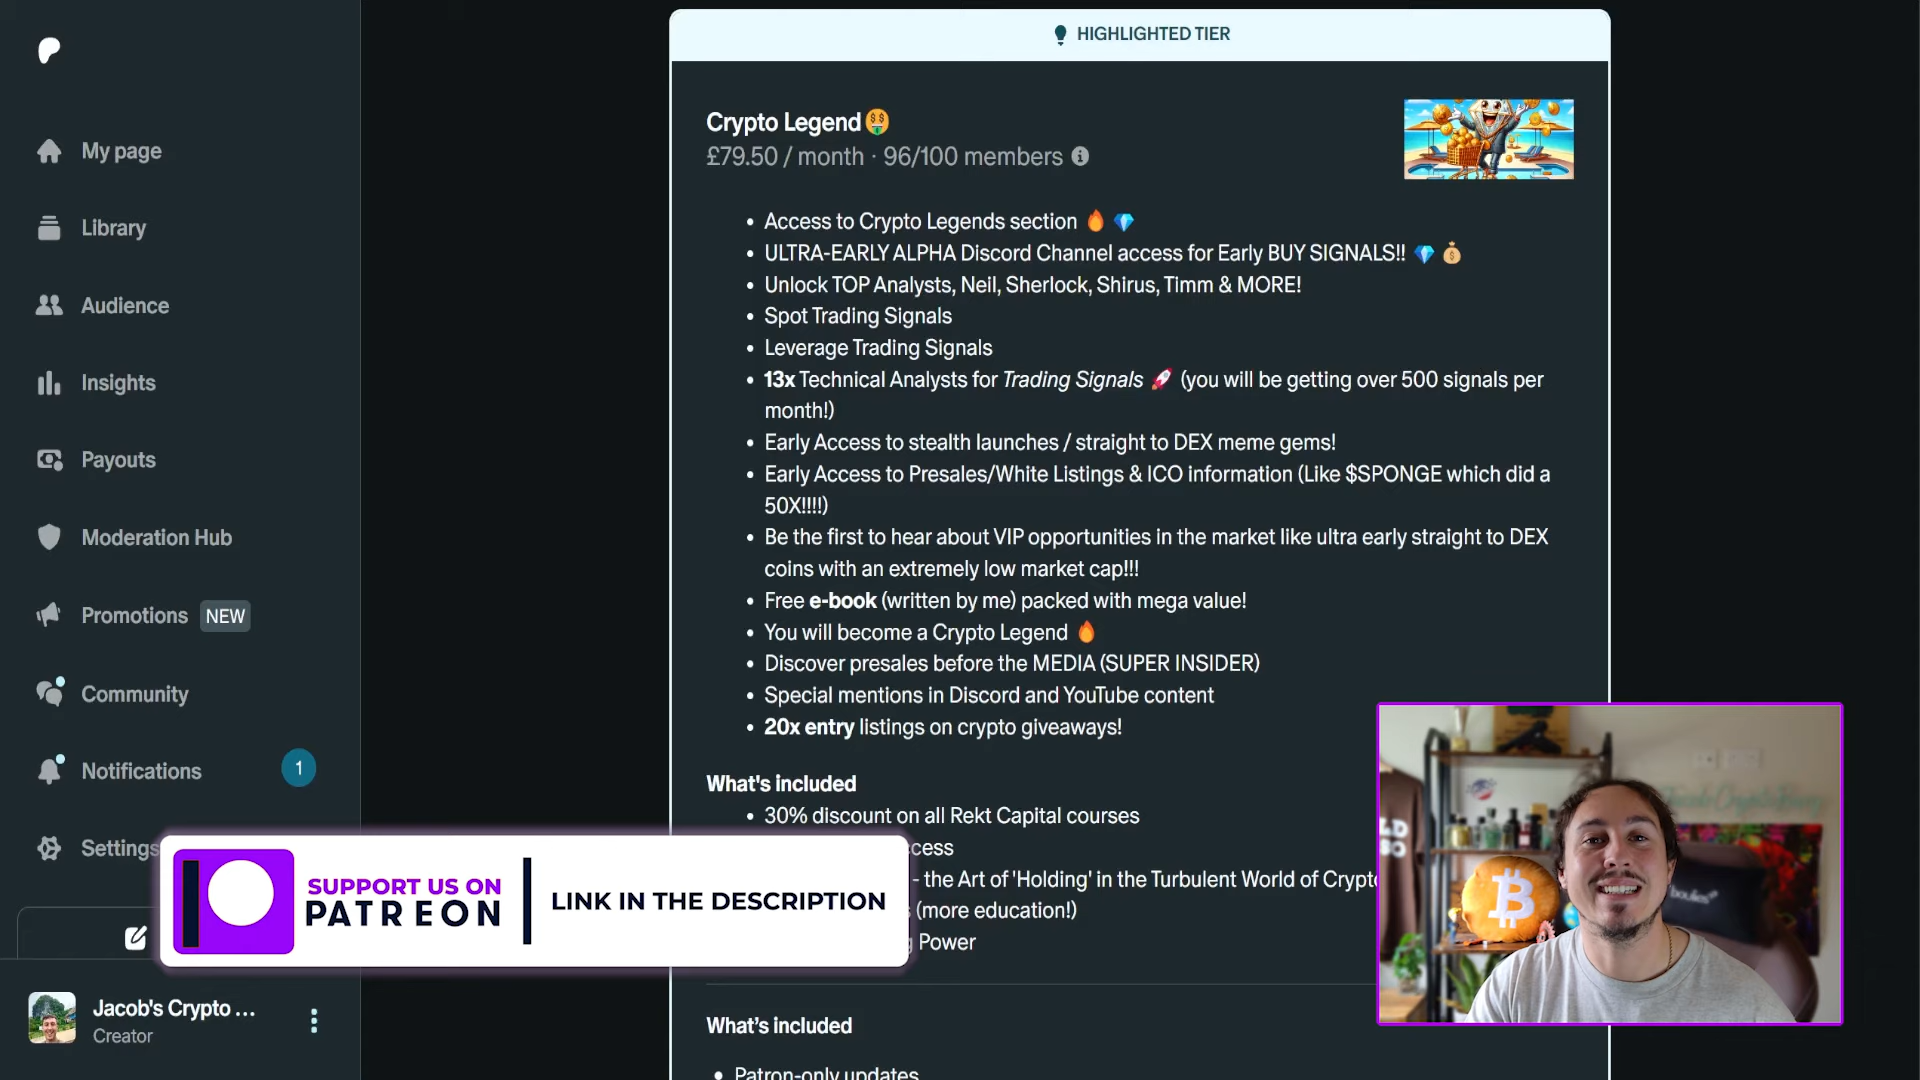 HIGHLIGHTED TIER
Crypto Legend
£79.50 / month · 96/100 members
• Access to Crypto Legends section 🔥 💎
• ULTRA-EARLY ALPHA Discord Channel access for Early BUY SIGNALS!! 💎 💰
• Unlock TOP Analysts, Neil, Sherlock, Shirus, Timm & MORE!
• Spot Trading Signals
• Leverage Trading Signals
• 13x Technical Analysts for Trading Signals 🚀 (you will be getting over 500 signals per
month!)
• Early Access to stealth launches / straight to DEX meme gems!
• Early Access to Presales/White Listings & ICO information (Like $SPONGE which did a
50X!!!!)
• Be the first to hear about VIP opportunities in the market like ultra early straight to DEX
coins with an extremely low market cap!!!
• Free e-book (written by me) packed with mega value!
• You will become a Crypto Legend 🔥
• Discover presales before the MEDIA (SUPER INSIDER)
• Special mentions in Discord and YouTube content
• 20x entry listings on crypto giveaways!
What's included
• 30% discount on all Rekt Capital courses
ccess
- the Art of 'Holding' in the Turbulent World of Crypto
(more education!)
g Power
What's included
• Patron-only updates
My page
Library
Audience
Insights
Payouts
Moderation Hub
Promotions NEW
Community
Notifications 1
Settings
SUPPORT US ON
PATREON
LINK IN THE DESCRIPTION
Jacob's Crypto ...
Creator